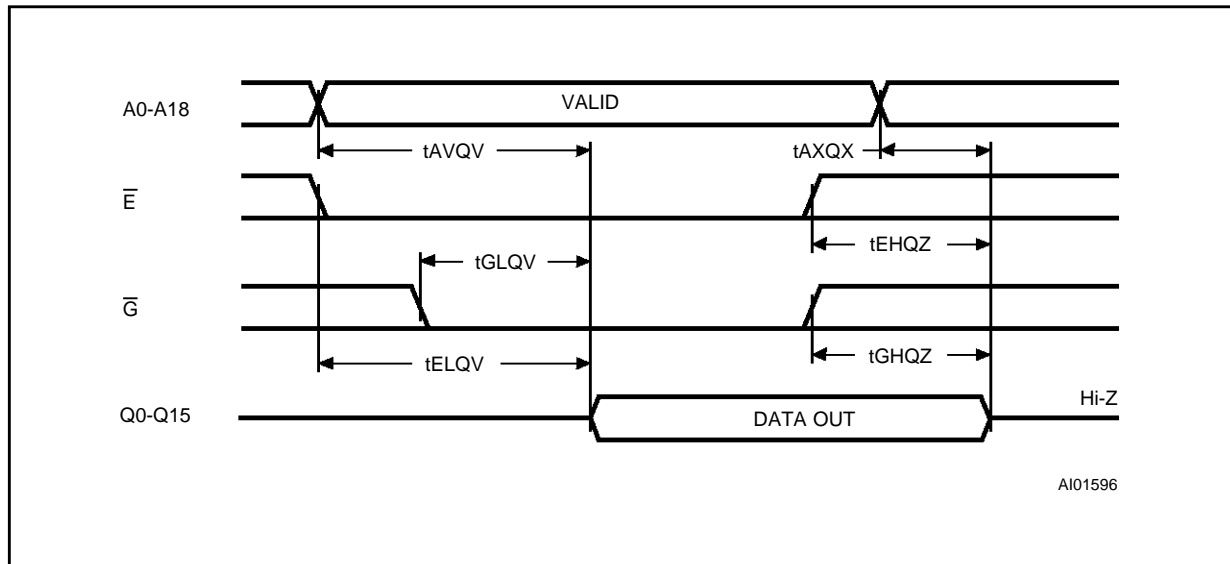 A0-A18
VALID
tAVQV
tAXQX
E̅
tEHQZ
tGLQV
G̅
tGHQZ
tELQV
Q0-Q15
DATA OUT
Hi-Z
AI01596